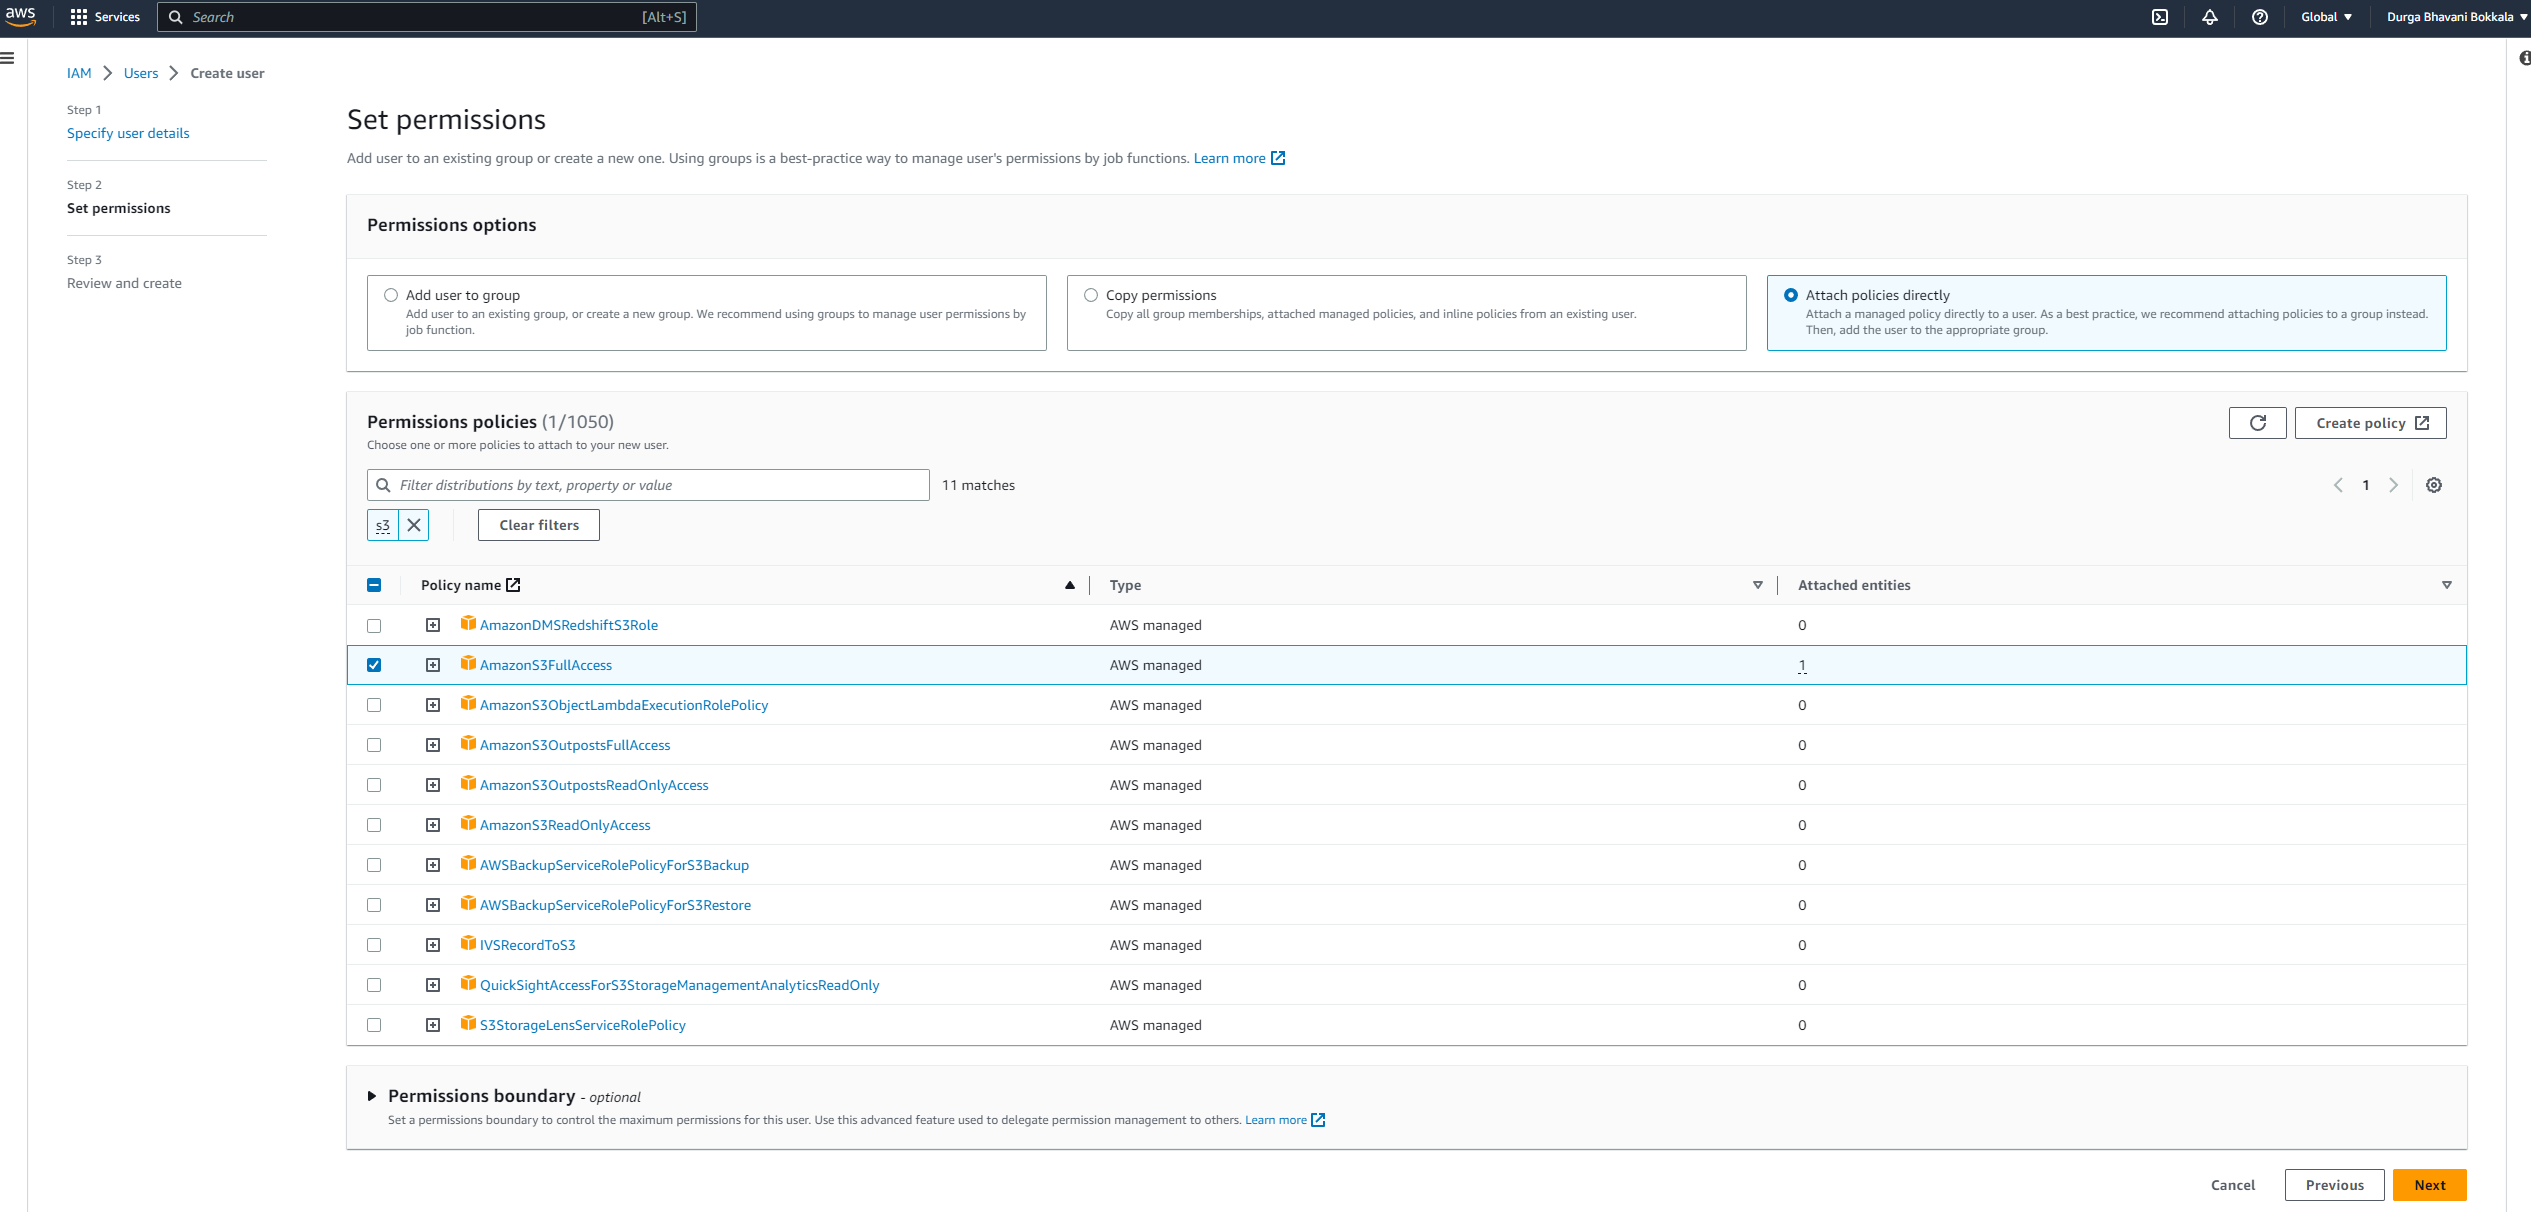 aws
Services
Search
[Alt+S]
Global
Durga Bhavani Bokkala
IAM
Users
Create user
Step 1
Specify user details
Step 2
Set permissions
Step 3
Review and create
Set permissions
Add user to an existing group or create a new one. Using groups is a best-practice way to manage user's permissions by job functions. Learn more
Permissions options
Add user to group
Add user to an existing group, or create a new group. We recommend using groups to manage user permissions by
job function.
Copy permissions
Copy all group memberships, attached managed policies, and inline policies from an existing user.
Attach policies directly
Attach a managed policy directly to a user. As a best practice, we recommend attaching policies to a group instead.
Then, add the user to the appropriate group.
Permissions policies (1/1050)
Choose one or more policies to attach to your new user.
Create policy
Filter distributions by text, property or value
11 matches
1
s3
Clear filters
Policy name Type Attached entities
AmazonDMSRedshiftS3Role AWS managed 0
AmazonS3FullAccess AWS managed 1
AmazonS3ObjectLambdaExecutionRolePolicy AWS managed 0
AmazonS3OutpostsFullAccess AWS managed 0
AmazonS3OutpostsReadOnlyAccess AWS managed 0
AmazonS3ReadOnlyAccess AWS managed 0
AWSBackupServiceRolePolicyForS3Backup AWS managed 0
AWSBackupServiceRolePolicyForS3Restore AWS managed 0
IVSRecordToS3 AWS managed 0
QuickSightAccessForS3StorageManagementAnalyticsReadOnly AWS managed 0
S3StorageLensServiceRolePolicy AWS managed 0
Permissions boundary - optional
Set a permissions boundary to control the maximum permissions for this user. Use this advanced feature used to delegate permission management to others. Learn more
Cancel
Previous
Next